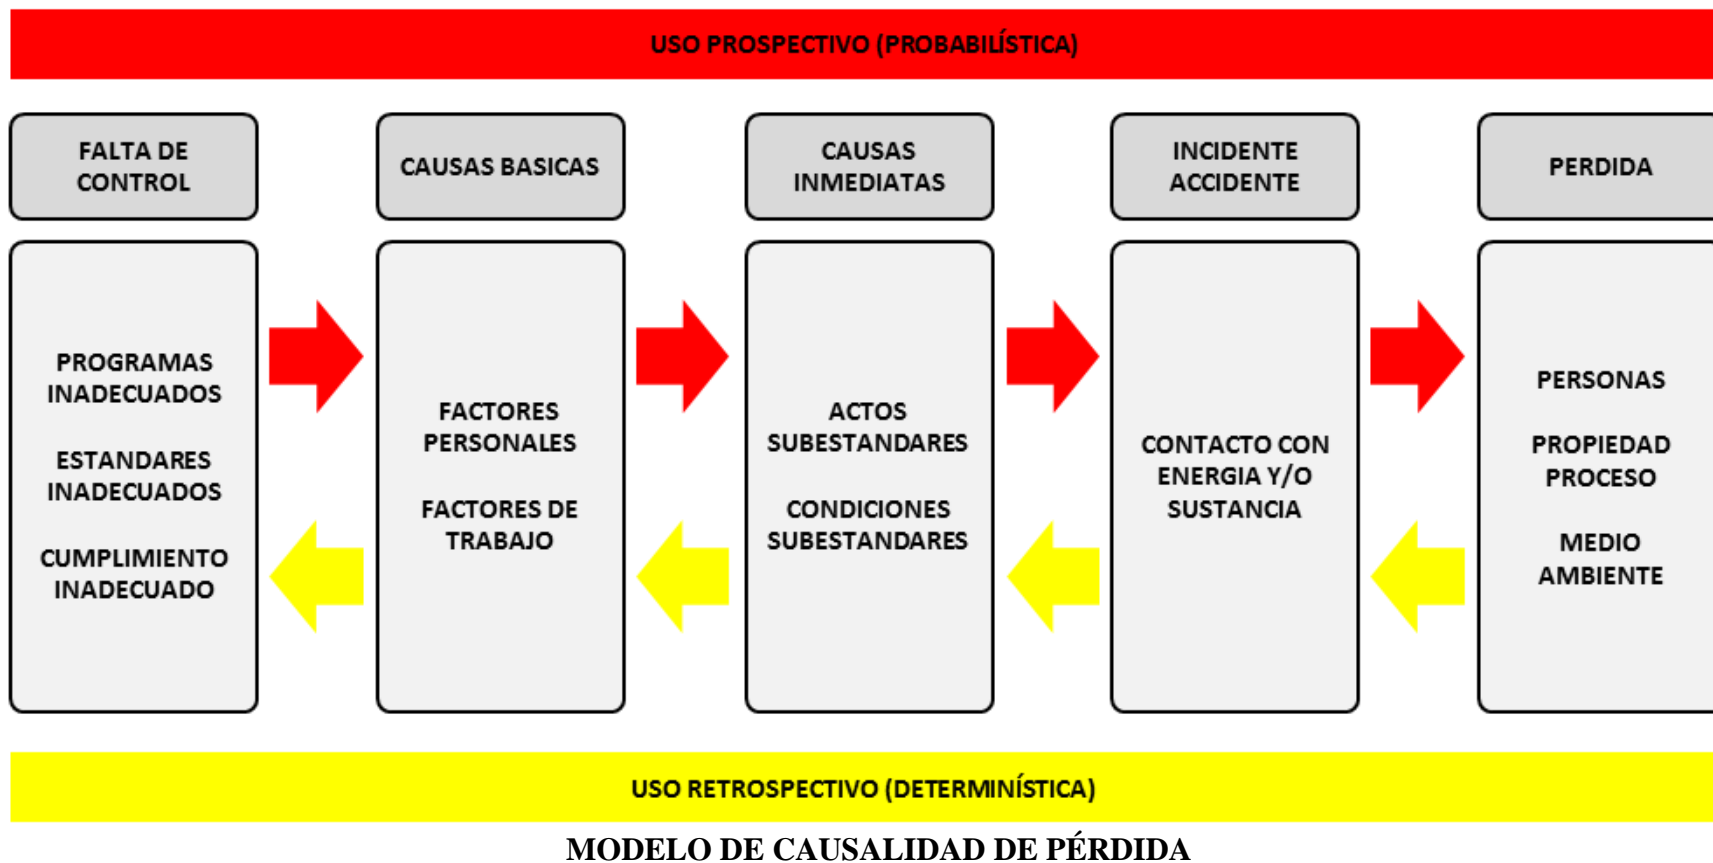 USO PROSPECTIVO (PROBABILÍSTICA)
FALTA DE
CONTROL
CAUSAS BASICAS
CAUSAS
INMEDIATAS
INCIDENTE
ACCIDENTE
PERDIDA
PROGRAMAS
INADECUADOS
ESTANDARES
INADECUADOS
CUMPLIMIENTO
INADECUADO
FACTORES
PERSONALES
FACTORES DE
TRABAJO
ACTOS
SUBESTANDARES
CONDICIONES
SUBESTANDARES
CONTACTO CON
ENERGIA Y/O
SUSTANCIA
PERSONAS
PROPIEDAD
PROCESO
MEDIO
AMBIENTE
USO RETROSPECTIVO (DETERMINÍSTICA)
MODELO DE CAUSALIDAD DE PÉRDIDA